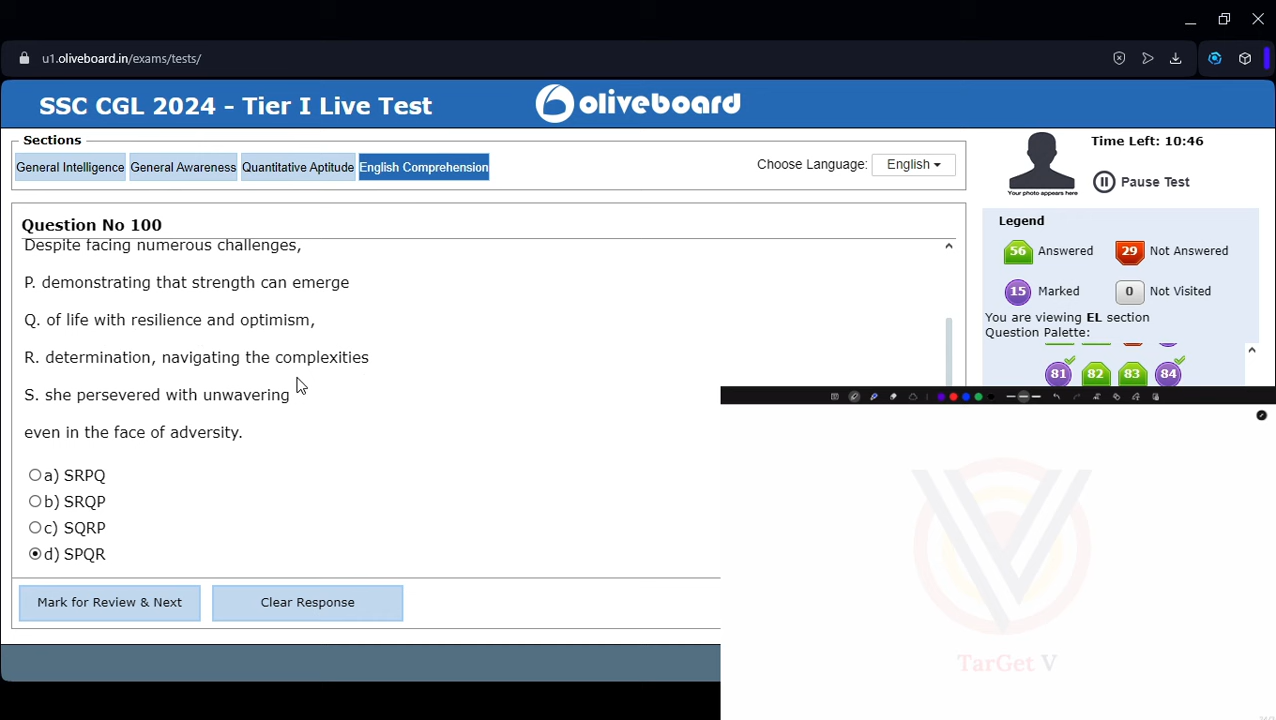 u1.oliveboard.in/exams/tests/
SSC CGL 2024 - Tier I Live Test
oliveboard
Sections
General Intelligence
General Awareness
Quantitative Aptitude
English Comprehension
Choose Language:
English
Time Left: 10:46
Your photo appears here
Pause Test
Question No 100
Despite facing numerous challenges,
P. demonstrating that strength can emerge
Q. of life with resilience and optimism,
R. determination, navigating the complexities
S. she persevered with unwavering
even in the face of adversity.
a) SRPQ
b) SRQP
c) SQRP
d) SPQR
Mark for Review & Next
Clear Response
Legend
56 Answered
29 Not Answered
15 Marked
0 Not Visited
You are viewing EL section
Question Palette:
81
82
83
84
TarGet V